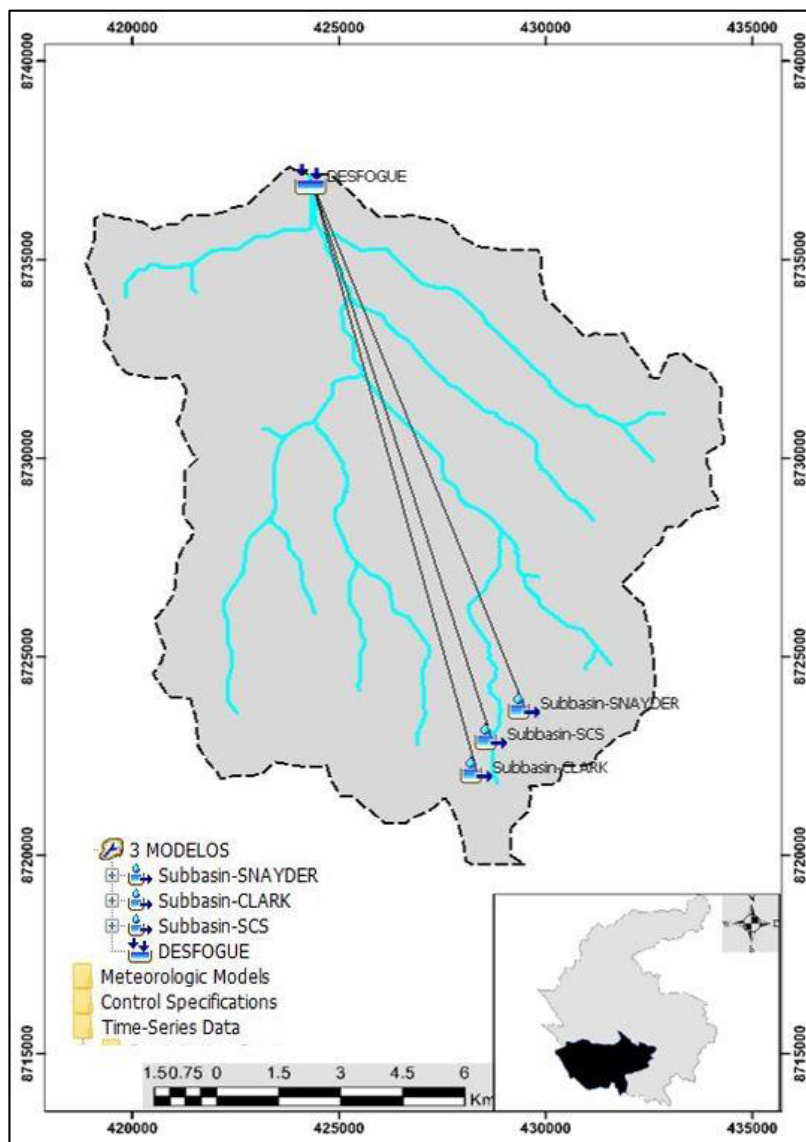 420000 425000 430000 435000
8740000 8740000
DESFOGUE
8735000 8735000
8730000 8730000
8725000 8725000
Subbasin-SNAYDER
Subbasin-SCS
Subbasin-CLARK
8720000 8720000
3 MODELOS
Subbasin-SNAYDER
Subbasin-CLARK
Subbasin-SCS
DESFOGUE
Meteorologic Models
Control Specifications
Time-Series Data
8715000 8715000
1.50.75 0 1.5 3 4.5 6
Km
420000 425000 430000 435000